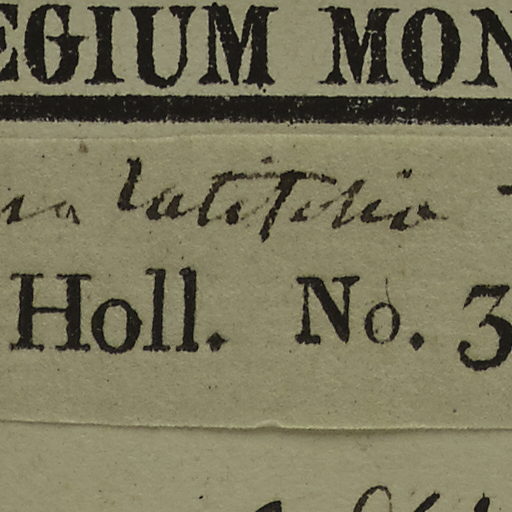 EGIUM MON
latifolia
Holl. No. 3